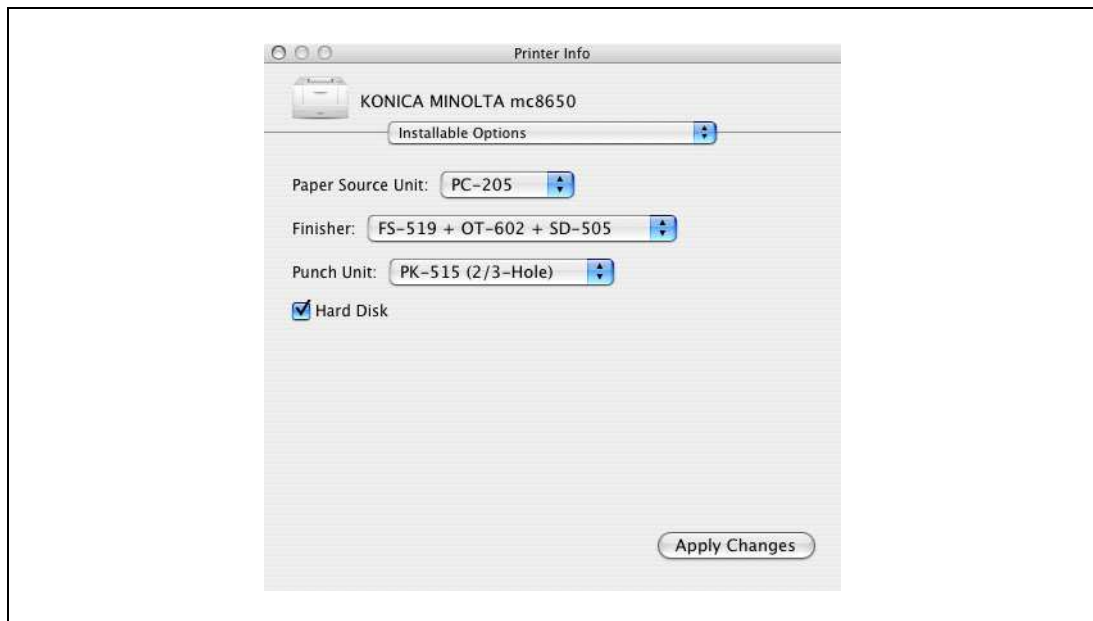 Printer Info
KONICA MINOLTA mc8650
Installable Options
Paper Source Unit: PC-205
Finisher: FS-519 + OT-602 + SD-505
Punch Unit: PK-515 (2/3-Hole)
Hard Disk
Apply Changes